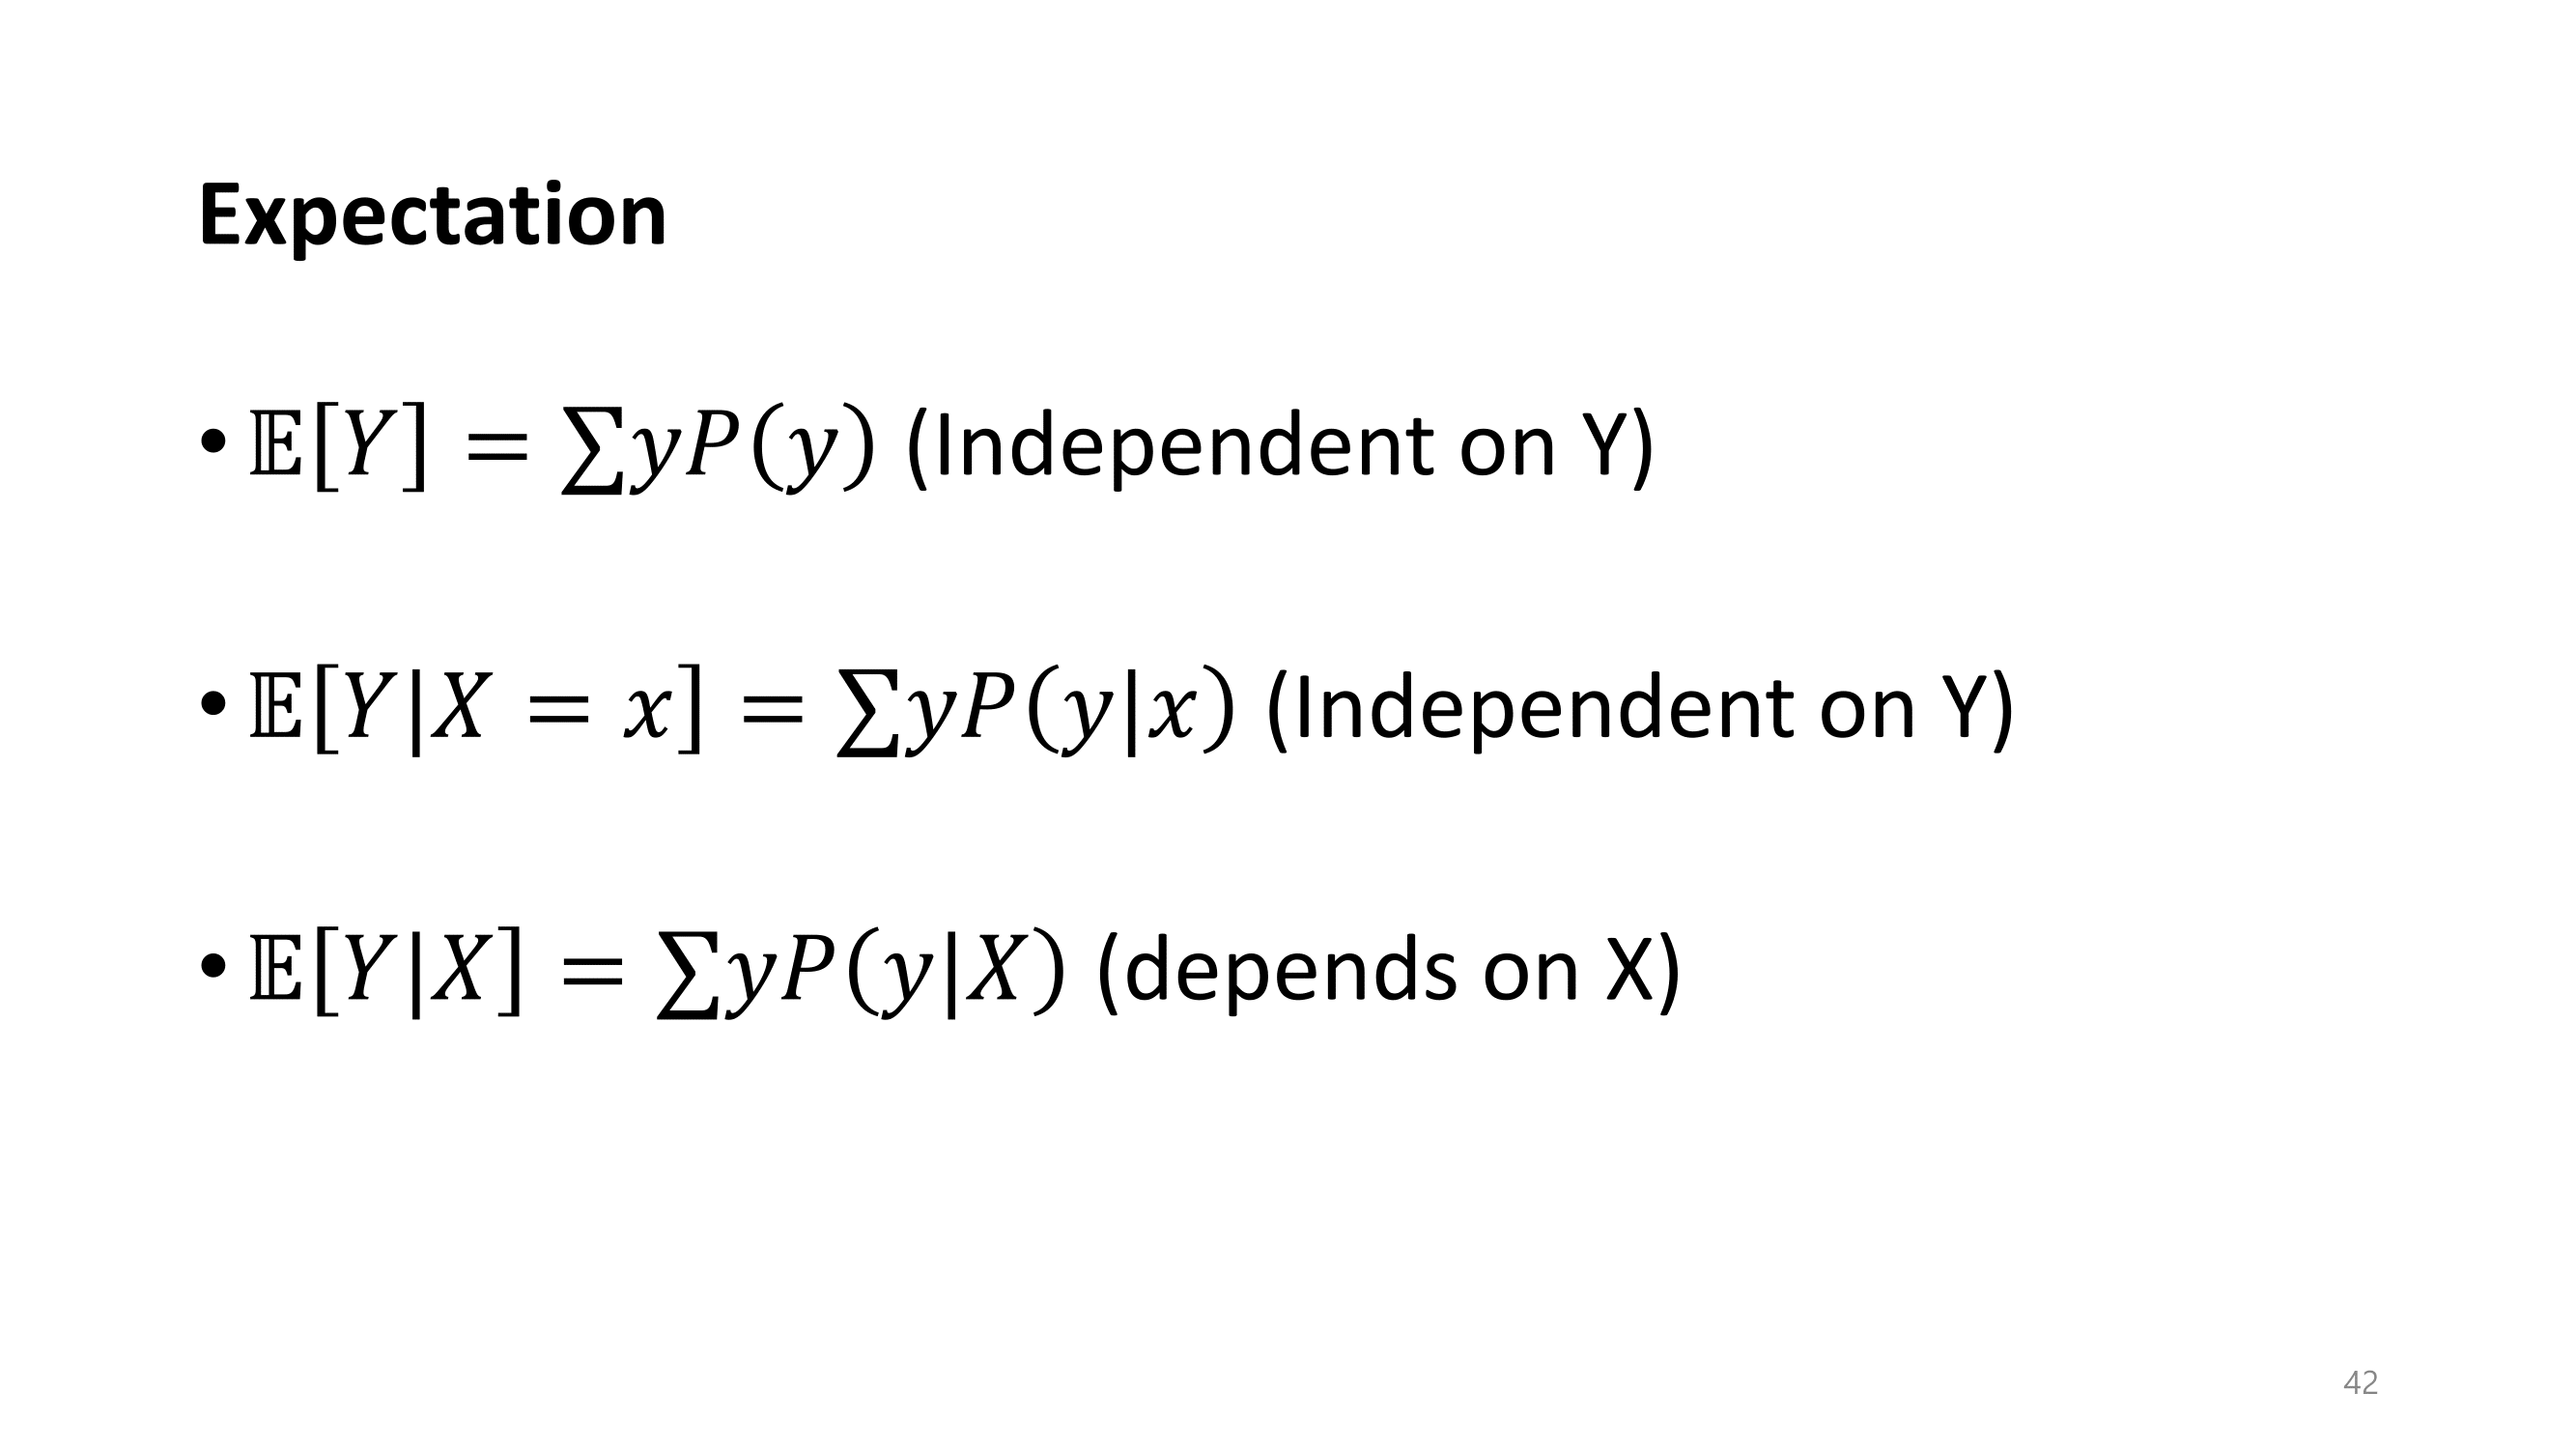 Expectation
• 𝔼[Y] = ∑yP(y) (Independent on Y)
• 𝔼[Y|X = x] = ∑yP(y|x) (Independent on Y)
• 𝔼[Y|X] = ∑yP(y|X) (depends on X)
42